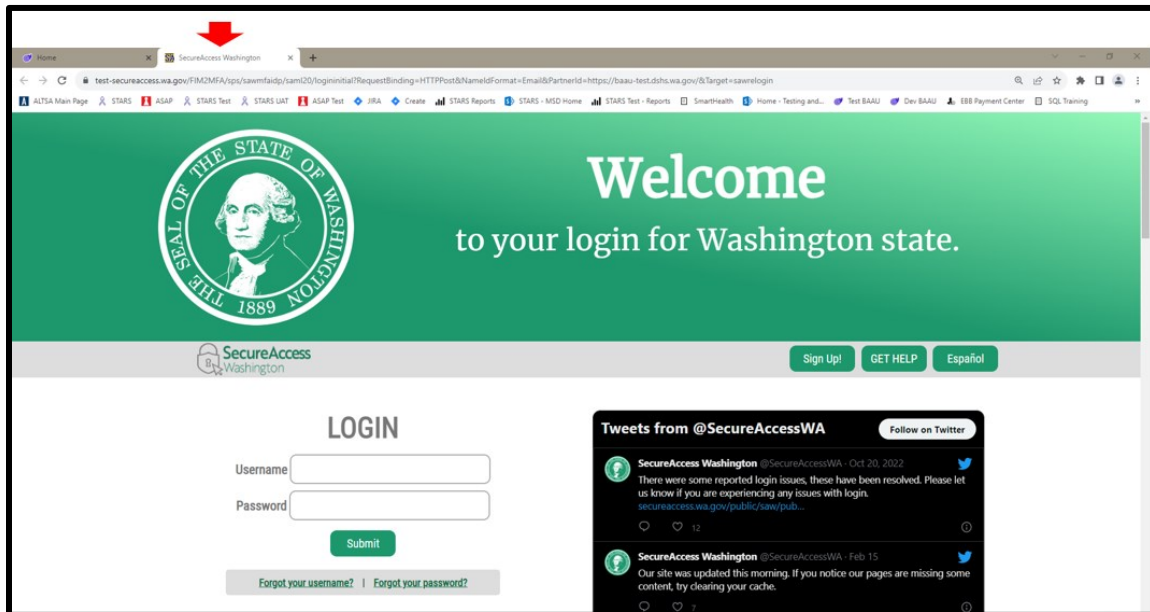 Home
SecureAccess Washington
test-secureaccess.wa.gov/FIM2MFA/sps/sawmfaidp/saml20/logininitial?RequestBinding=HTTPPost&NameIdFormat=Email&PartnerId=https://baau-test.dshs.wa.gov/&Target=sawrelogin
ALTSA Main Page STARS ASAP STARS Test STARS UAT ASAP Test JIRA Create STARS Reports STARS - MSD Home STARS Test - Reports SmartHealth Home - Testing and... Test BAAU Dev BAAU EBB Payment Center SQL Training »
THE SEAL OF THE STATE OF WASHINGTON
1889
Welcome
to your login for Washington state.
SecureAccess
Washington
Sign Up! GET HELP Español
LOGIN
Username
Password
Submit
Forgot your username? | Forgot your password?
Tweets from @SecureAccessWA Follow on Twitter
SecureAccess Washington @SecureAccessWA · Oct 20, 2022
There were some reported login issues, these have been resolved. Please let
us know if you are experiencing any issues with login.
secureaccess.wa.gov/public/saw/pub...
12
SecureAccess Washington @SecureAccessWA · Feb 15
Our site was updated this morning. If you notice our pages are missing some
content, try clearing your cache.
7